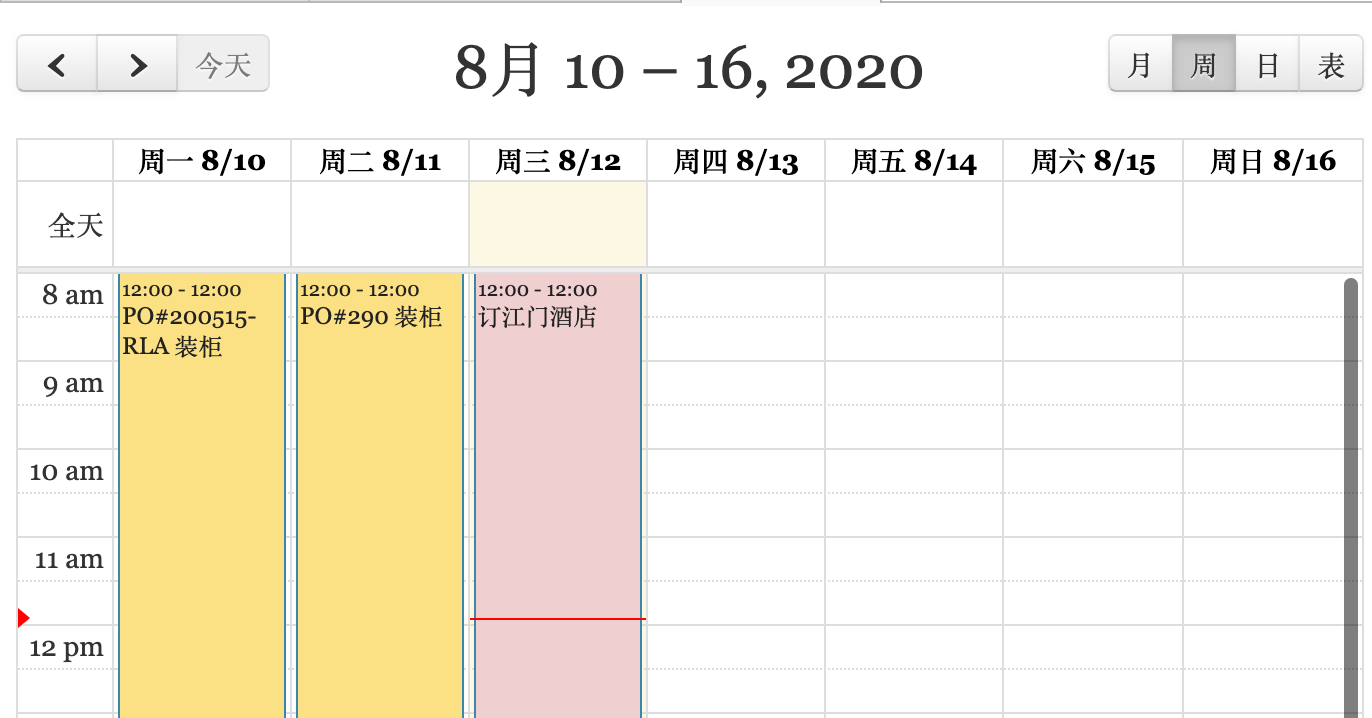 今天
8月 10 – 16, 2020
月 周 日 表
周一 8/10 周二 8/11 周三 8/12 周四 8/13 周五 8/14 周六 8/15 周日 8/16
全天
8 am
12:00 - 12:00
PO#200515-
RLA 装柜
12:00 - 12:00
PO#290 装柜
12:00 - 12:00
订江门酒店
9 am
10 am
11 am
12 pm